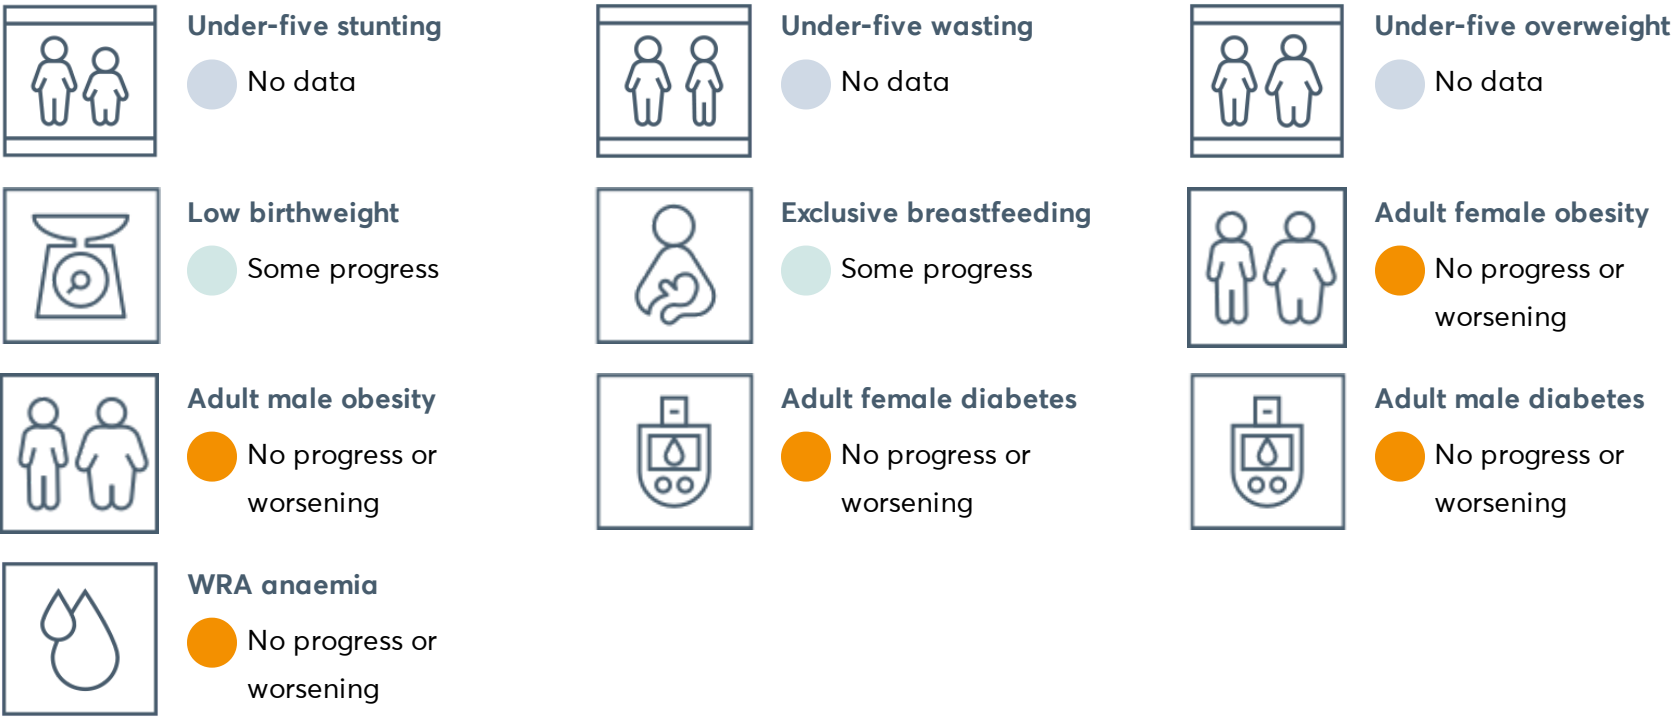 Under-five stunting
No data
Under-five wasting
No data
Under-five overweight
No data
Low birthweight
Some progress
Exclusive breastfeeding
Some progress
Adult female obesity
No progress or
worsening
Adult male obesity
No progress or
worsening
Adult female diabetes
No progress or
worsening
Adult male diabetes
No progress or
worsening
WRA anaemia
No progress or
worsening